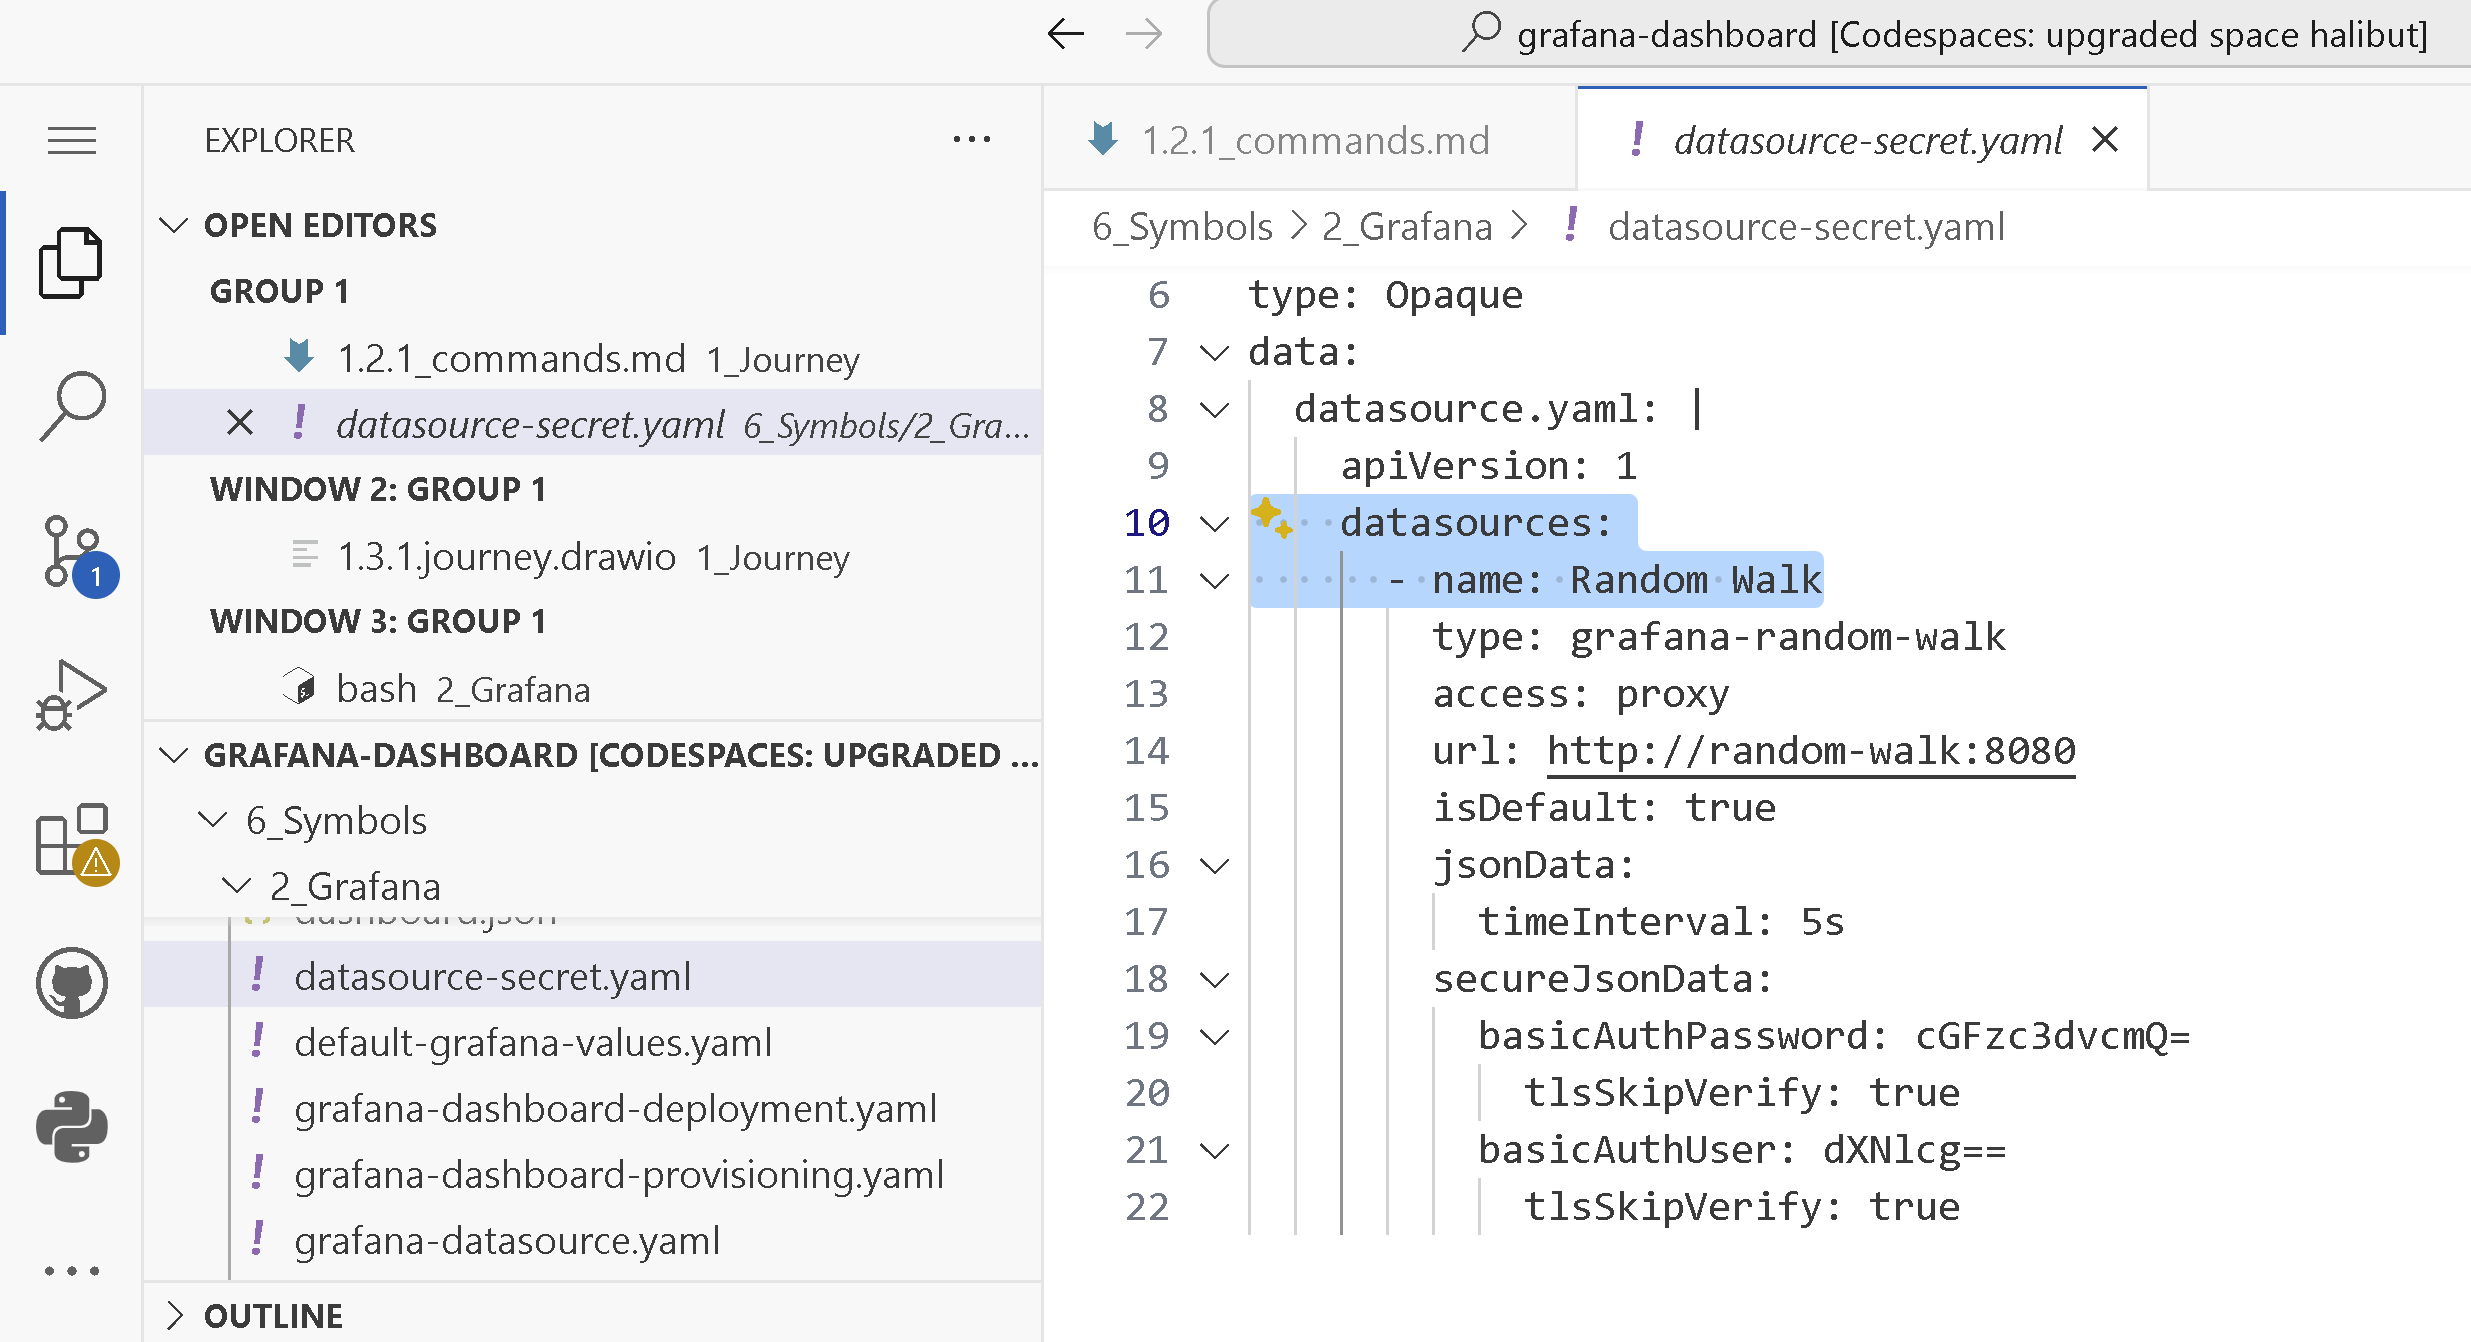 grafana-dashboard [Codespaces: upgraded space halibut]
EXPLORER
OPEN EDITORS
GROUP 1
1.2.1_commands.md 1_Journey
datasource-secret.yaml 6_Symbols/2_Gra...
WINDOW 2: GROUP 1
1.3.1.journey.drawio 1_Journey
WINDOW 3: GROUP 1
bash 2_Grafana
GRAFANA-DASHBOARD [CODESPACES: UPGRADED ...
6_Symbols
2_Grafana
dashboard.json
datasource-secret.yaml
default-grafana-values.yaml
grafana-dashboard-deployment.yaml
grafana-dashboard-provisioning.yaml
grafana-datasource.yaml
OUTLINE
1
1.2.1_commands.md
datasource-secret.yaml
6_Symbols > 2_Grafana > datasource-secret.yaml
6 type: Opaque
7 data:
8 datasource.yaml: |
9 apiVersion: 1
10 datasources:
11 - name: Random Walk
12 type: grafana-random-walk
13 access: proxy
14 url: http://random-walk:8080
15 isDefault: true
16 jsonData:
17 timeInterval: 5s
18 secureJsonData:
19 basicAuthPassword: cGFzc3dvcmQ=
20 tlsSkipVerify: true
21 basicAuthUser: dXNlcg==
22 tlsSkipVerify: true